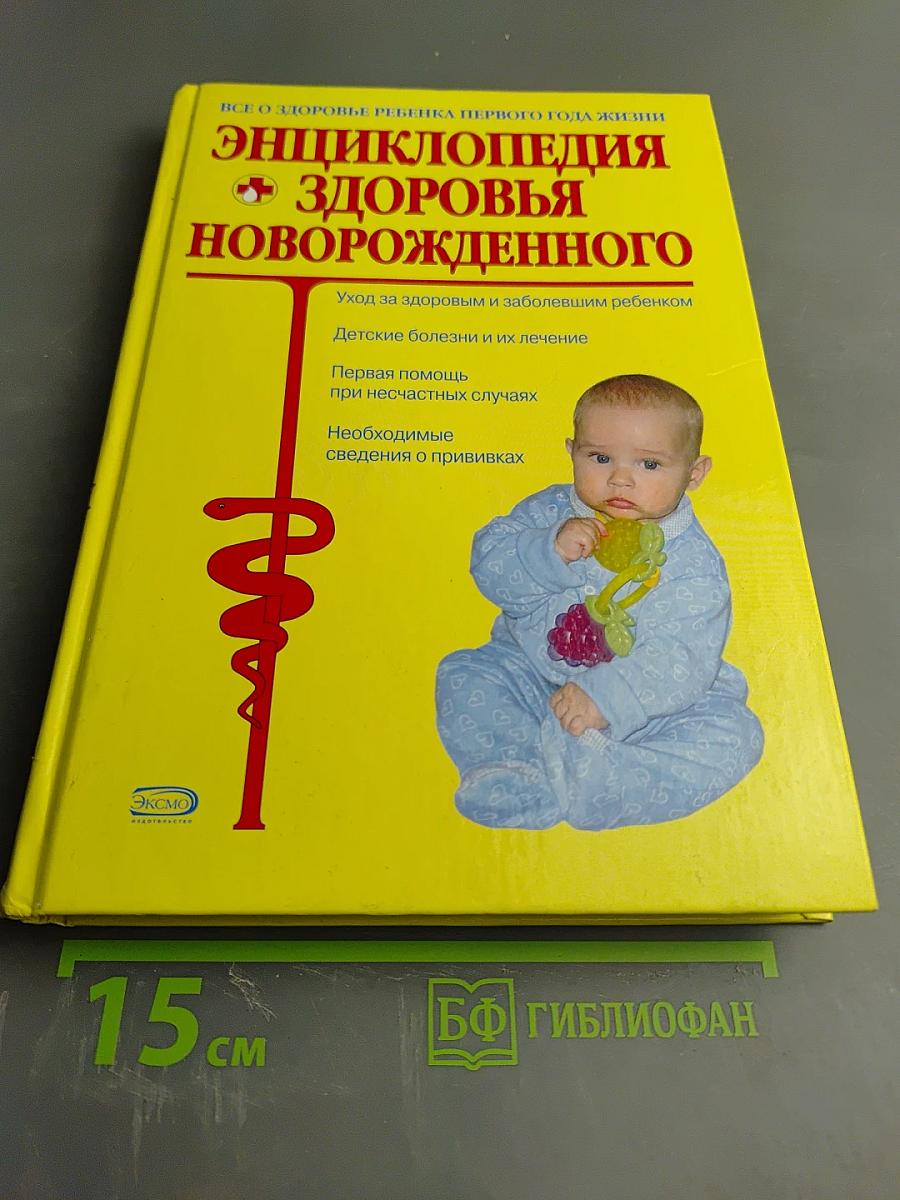 ВСЕ О ЗДОРОВЬЕ РЕБЕНКА ПЕРВОГО ГОДА ЖИЗНИ
ЭНЦИКЛОПЕДИЯ
ЗДОРОВЬЯ
НОВОРОЖДЕННОГО
Уход за здоровым и заболевшим ребенком
Детские болезни и их лечение
Первая помощь
при несчастных случаях
Необходимые
сведения о прививках
ЭКСМО
ИЗДАТЕЛЬСТВО
15 см
БФ ГИБЛИОФАН